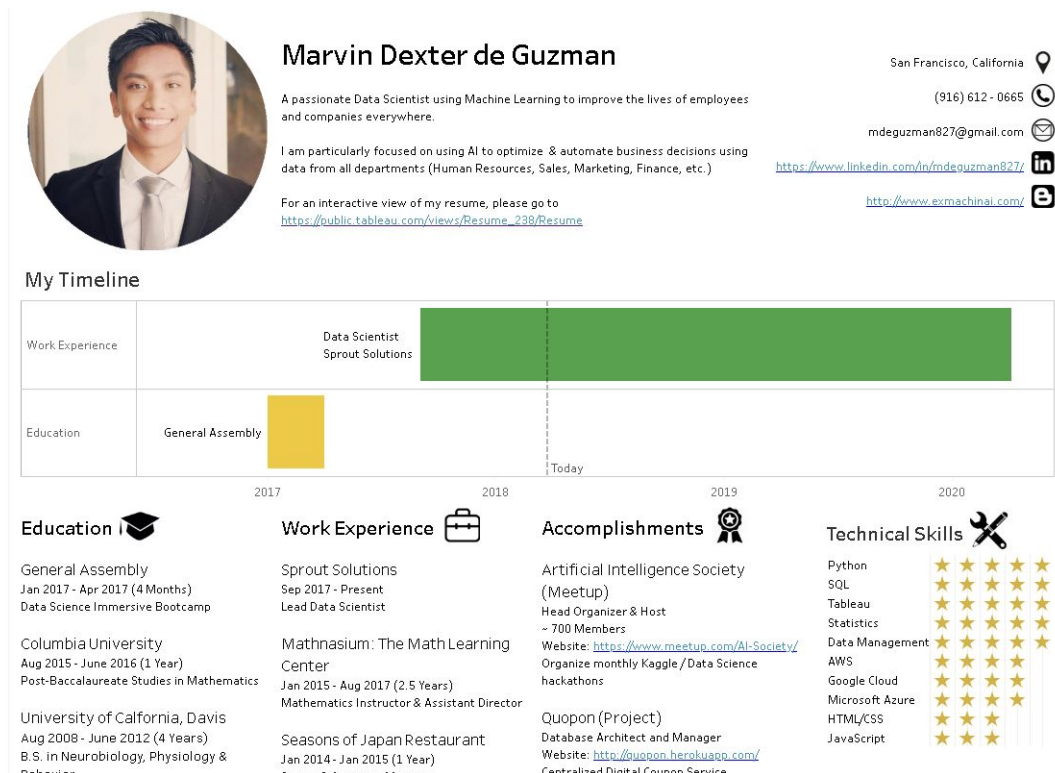 Marvin Dexter de Guzman
A passionate Data Scientist using Machine Learning to improve the lives of employees
and companies everywhere.
I am particularly focused on using AI to optimize & automate business decisions using
data from all departments (Human Resources, Sales, Marketing, Finance, etc.)
For an interactive view of my resume, please go to
https://public.tableau.com/views/Resume_238/Resume
San Francisco, California
(916) 612 - 0665
mdeguzman827@gmail.com
https://www.linkedin.com/in/mdeguzman827/
in
http://www.exmachinai.com/
My Timeline
Work Experience
Data Scientist
Sprout Solutions
Education
General Assembly
Today
2017
2018
2019
2020
Education
General Assembly
Jan 2017 - Apr 2017 (4 Months)
Data Science Immersive Bootcamp
Columbia University
Aug 2015 - June 2016 (1 Year)
Post-Baccalaureate Studies in Mathematics
University of Calfornia, Davis
Aug 2008 - June 2012 (4 Years)
B.S. in Neurobiology, Physiology &
Work Experience
Sprout Solutions
Sep 2017 - Present
Lead Data Scientist
Mathnasium: The Math Learning
Center
Jan 2015 - Aug 2017 (2.5 Years)
Mathematics Instructor & Assistant Director
Seasons of Japan Restaurant
Jan 2014 - Jan 2015 (1 Year)
Accomplishments
Artificial Intelligence Society
(Meetup)
Head Organizer & Host
~ 700 Members
Website: https://www.meetup.com/AI-Society/
Organize monthly Kaggle / Data Science
hackathons
Quopon (Project)
Database Architect and Manager
Website: http://quopon.herokuapp.com/
Centralized Digital Coupon Service
Technical Skills
Python
SQL
Tableau
Statistics
Data Management
AWS
Google Cloud
Microsoft Azure
HTML/CSS
JavaScript